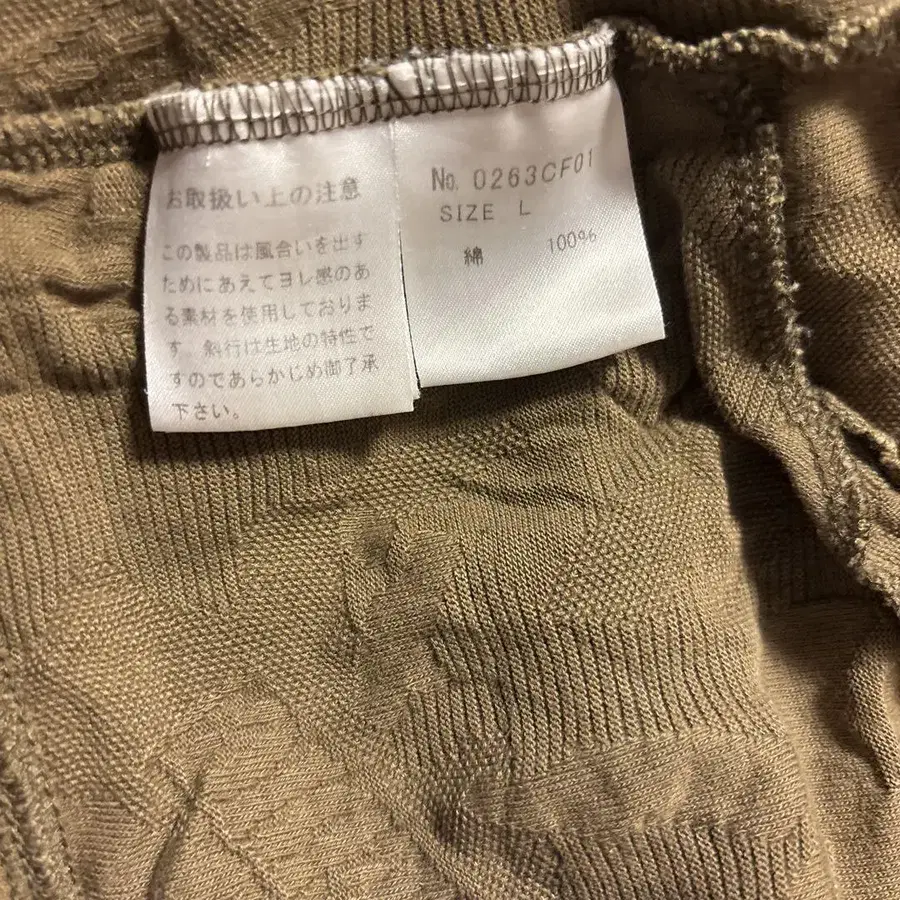 お取扱い上の注意
この製品は風合いを出す
ためにあえてヨレ感のあ
る素材を使用しておりま
す。斜行は生地の特性で
すのであらかじめ御了承
下さい。
No. 0263CF01
SIZE L
綿 100%